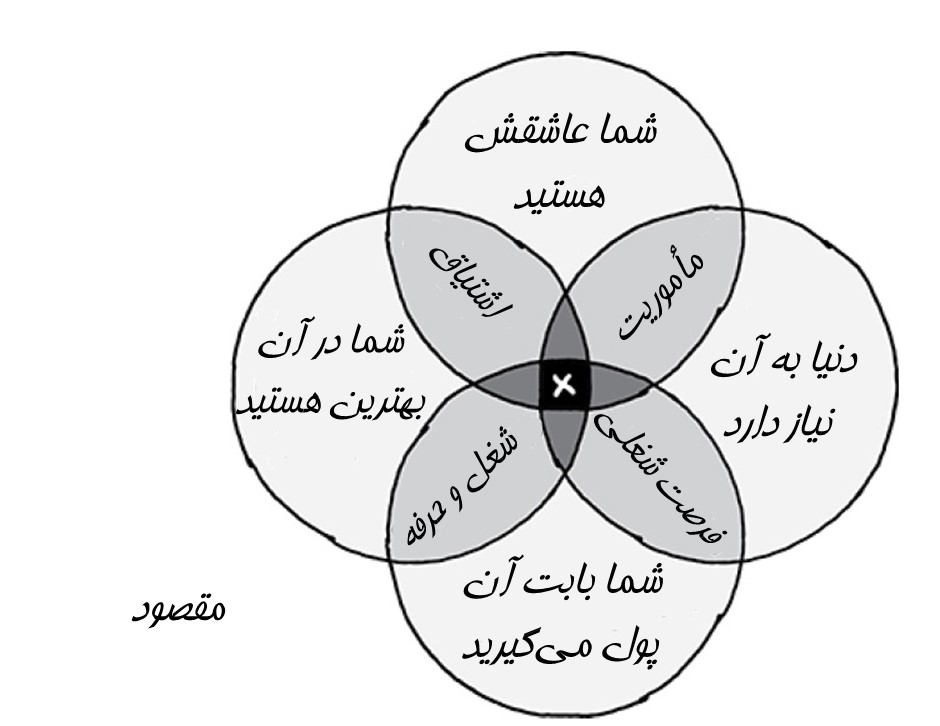 شما عاشقش
هستید
اشتیاق
مأموریت
شما در آن
بهترین هستید
دنیا به آن
نیاز دارد
شغل و حرفه
فرصت شغلی
شما بابت آن
پول می‌گیرید
مقصود